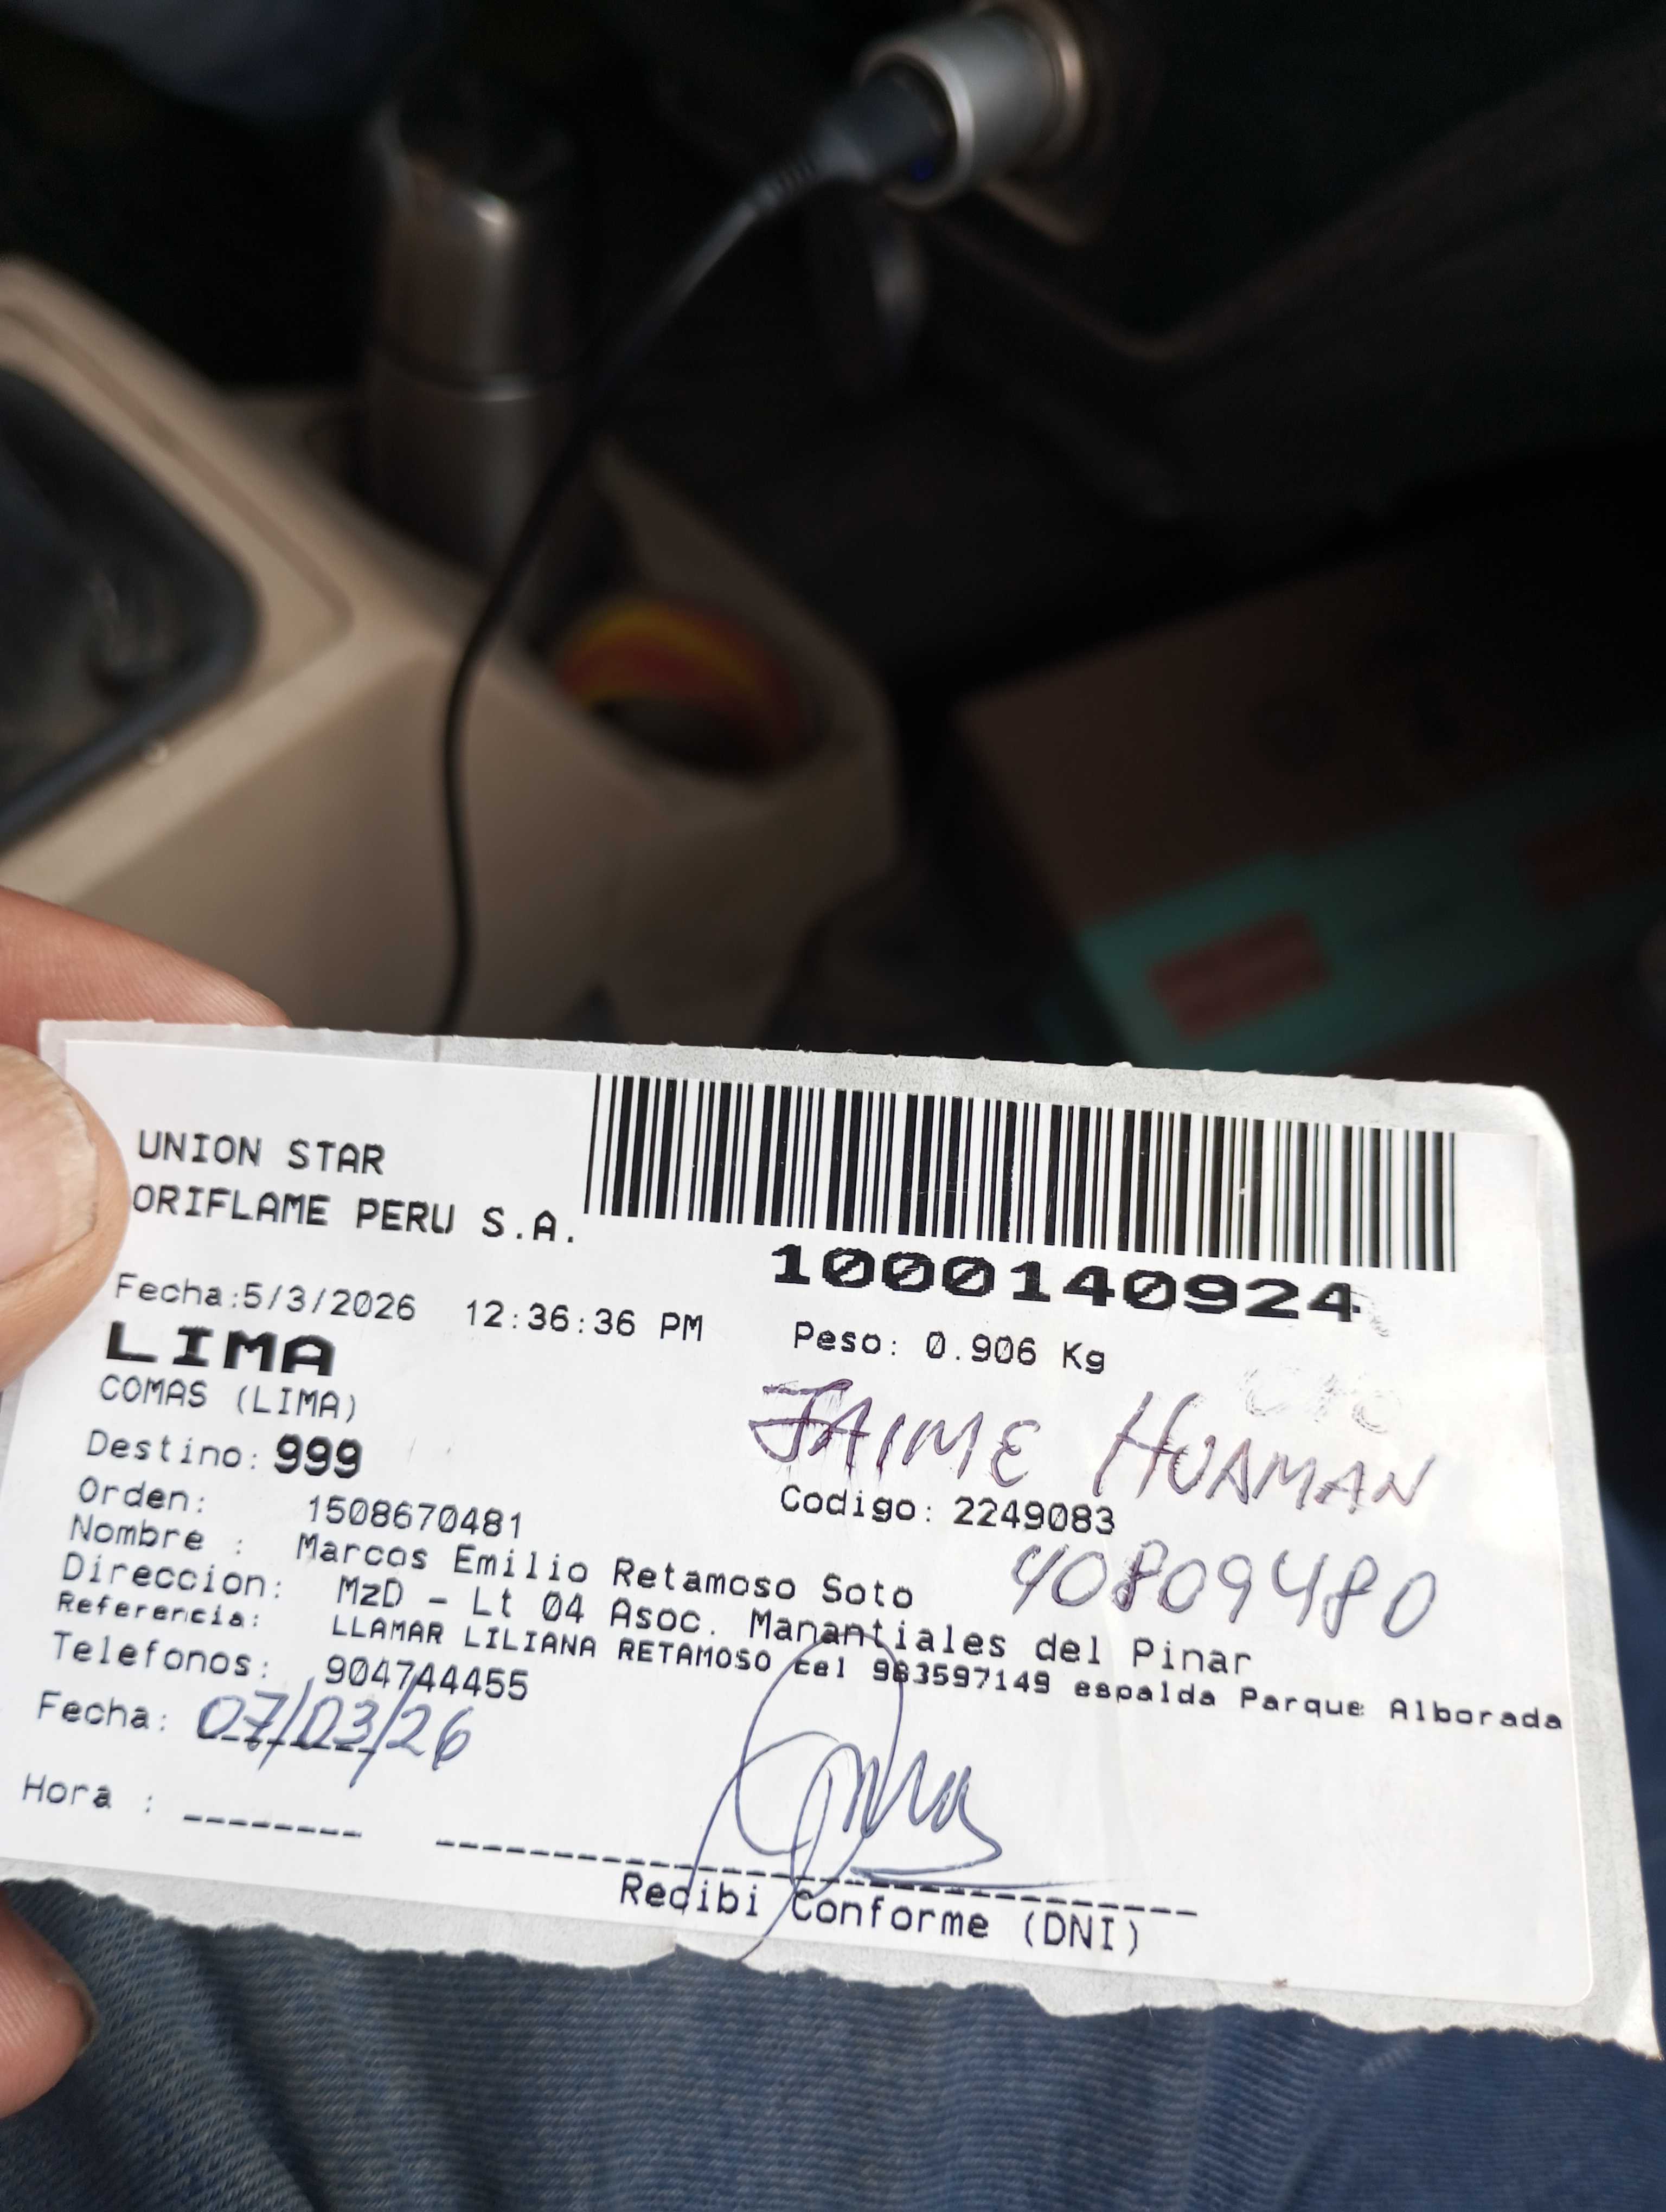 UNION STAR
ORIFLAME PERU S.A.
1000140924
Fecha:5/3/2026 12:36:36 PM
Peso: 0.906 Kg
LIMA
COMAS (LIMA)
JAIME HUAMAN
Destino: 999
Orden: 1508670481
Codigo: 2249083
40809480
Nombre : Marcos Emilio Retamoso Soto
Direccion: MzD - Lt 04 Asoc. Manantiales del Pinar
Referencia: LLAMAR LILIANA RETAMOSO tel 983597149 espalda Parque Alborada
Telefonos: 904744455
Fecha: 07/03/26
Hora :
Recibi Conforme (DNI)